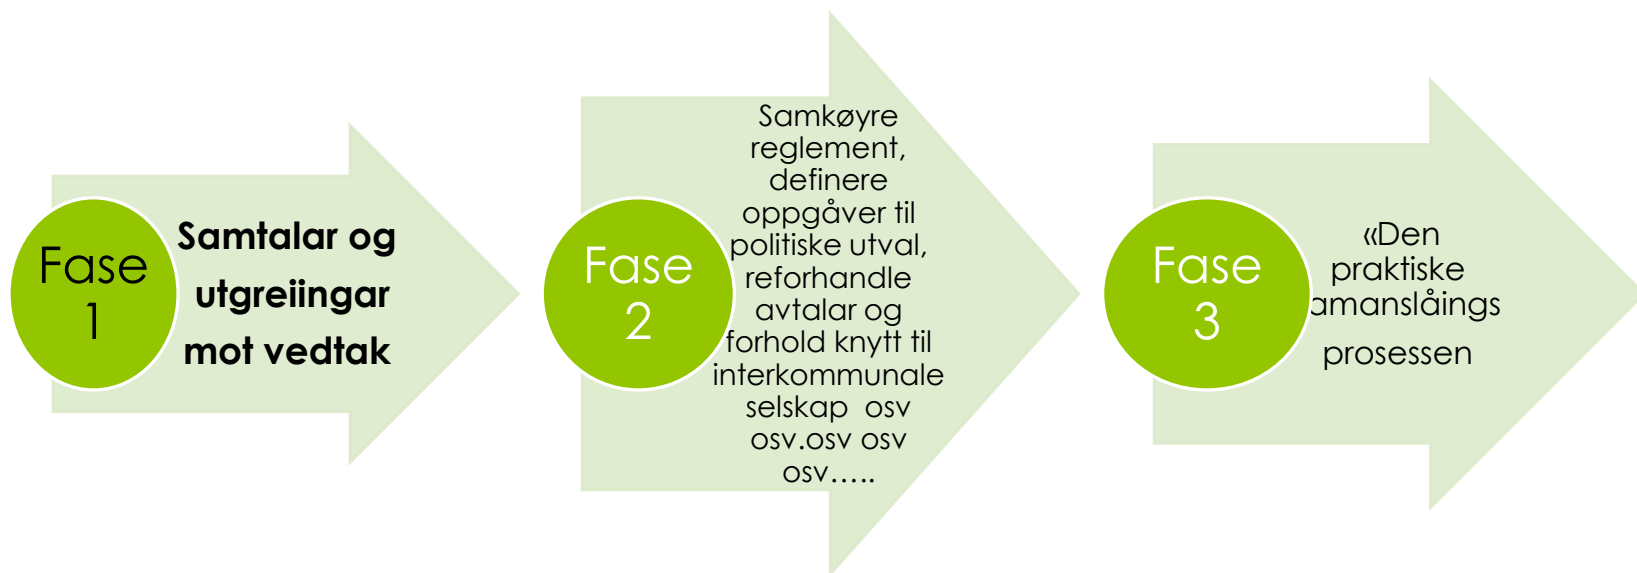 Fase
1
Samtalar og
utgreiingar
mot vedtak
Fase
2
Samkøyre
reglement,
definere
oppgåver til
politiske utval,
reforhandle
avtalar og
forhold knytt til
interkommunale
selskap osv
osv.osv osv
osv…..
Fase
3
«Den
praktiske
amanslåings
prosessen